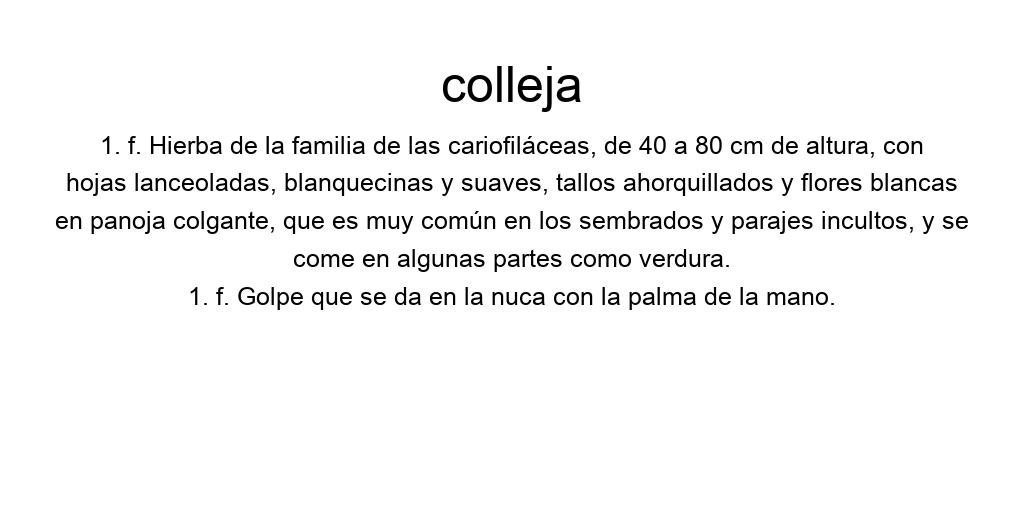 colleja
1. f. Hierba de la familia de las cariofiláceas, de 40 a 80 cm de altura, con
hojas lanceoladas, blanquecinas y suaves, tallos ahorquillados y flores blancas
en panoja colgante, que es muy común en los sembrados y parajes incultos, y se
come en algunas partes como verdura.
1. f. Golpe que se da en la nuca con la palma de la mano.